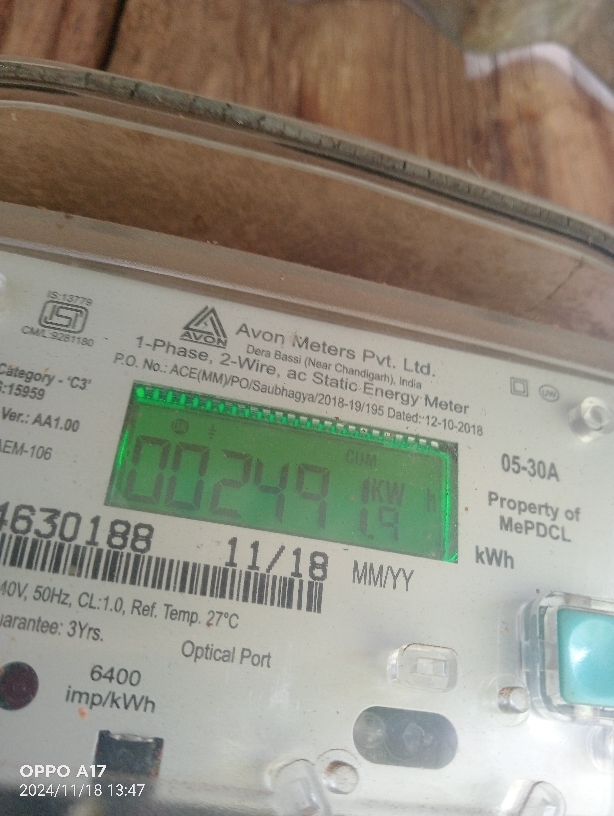 IS:13779
CM/L:9261180
AVON
Avon Meters Pvt. Ltd.
Dera Bassi (Near Chandigarh), India
1-Phase, 2-Wire, ac Static Energy Meter
P.O. No.: ACE(MM)/PO/Saubhagya/2018-19/195 Dated: 12-10-2018
Category - 'C3'
:15959
Ver.: AA1.00
AEM-106
CUM
002491 KW h
1.9
05-30A
Property of
MePDCL
kWh
4630188
11/18 MM/YY
40V, 50Hz, CL:1.0, Ref. Temp. 27°C
uarantee: 3Yrs.
Optical Port
6400
imp/kWh
OPPO A17
2024/11/18 13:47